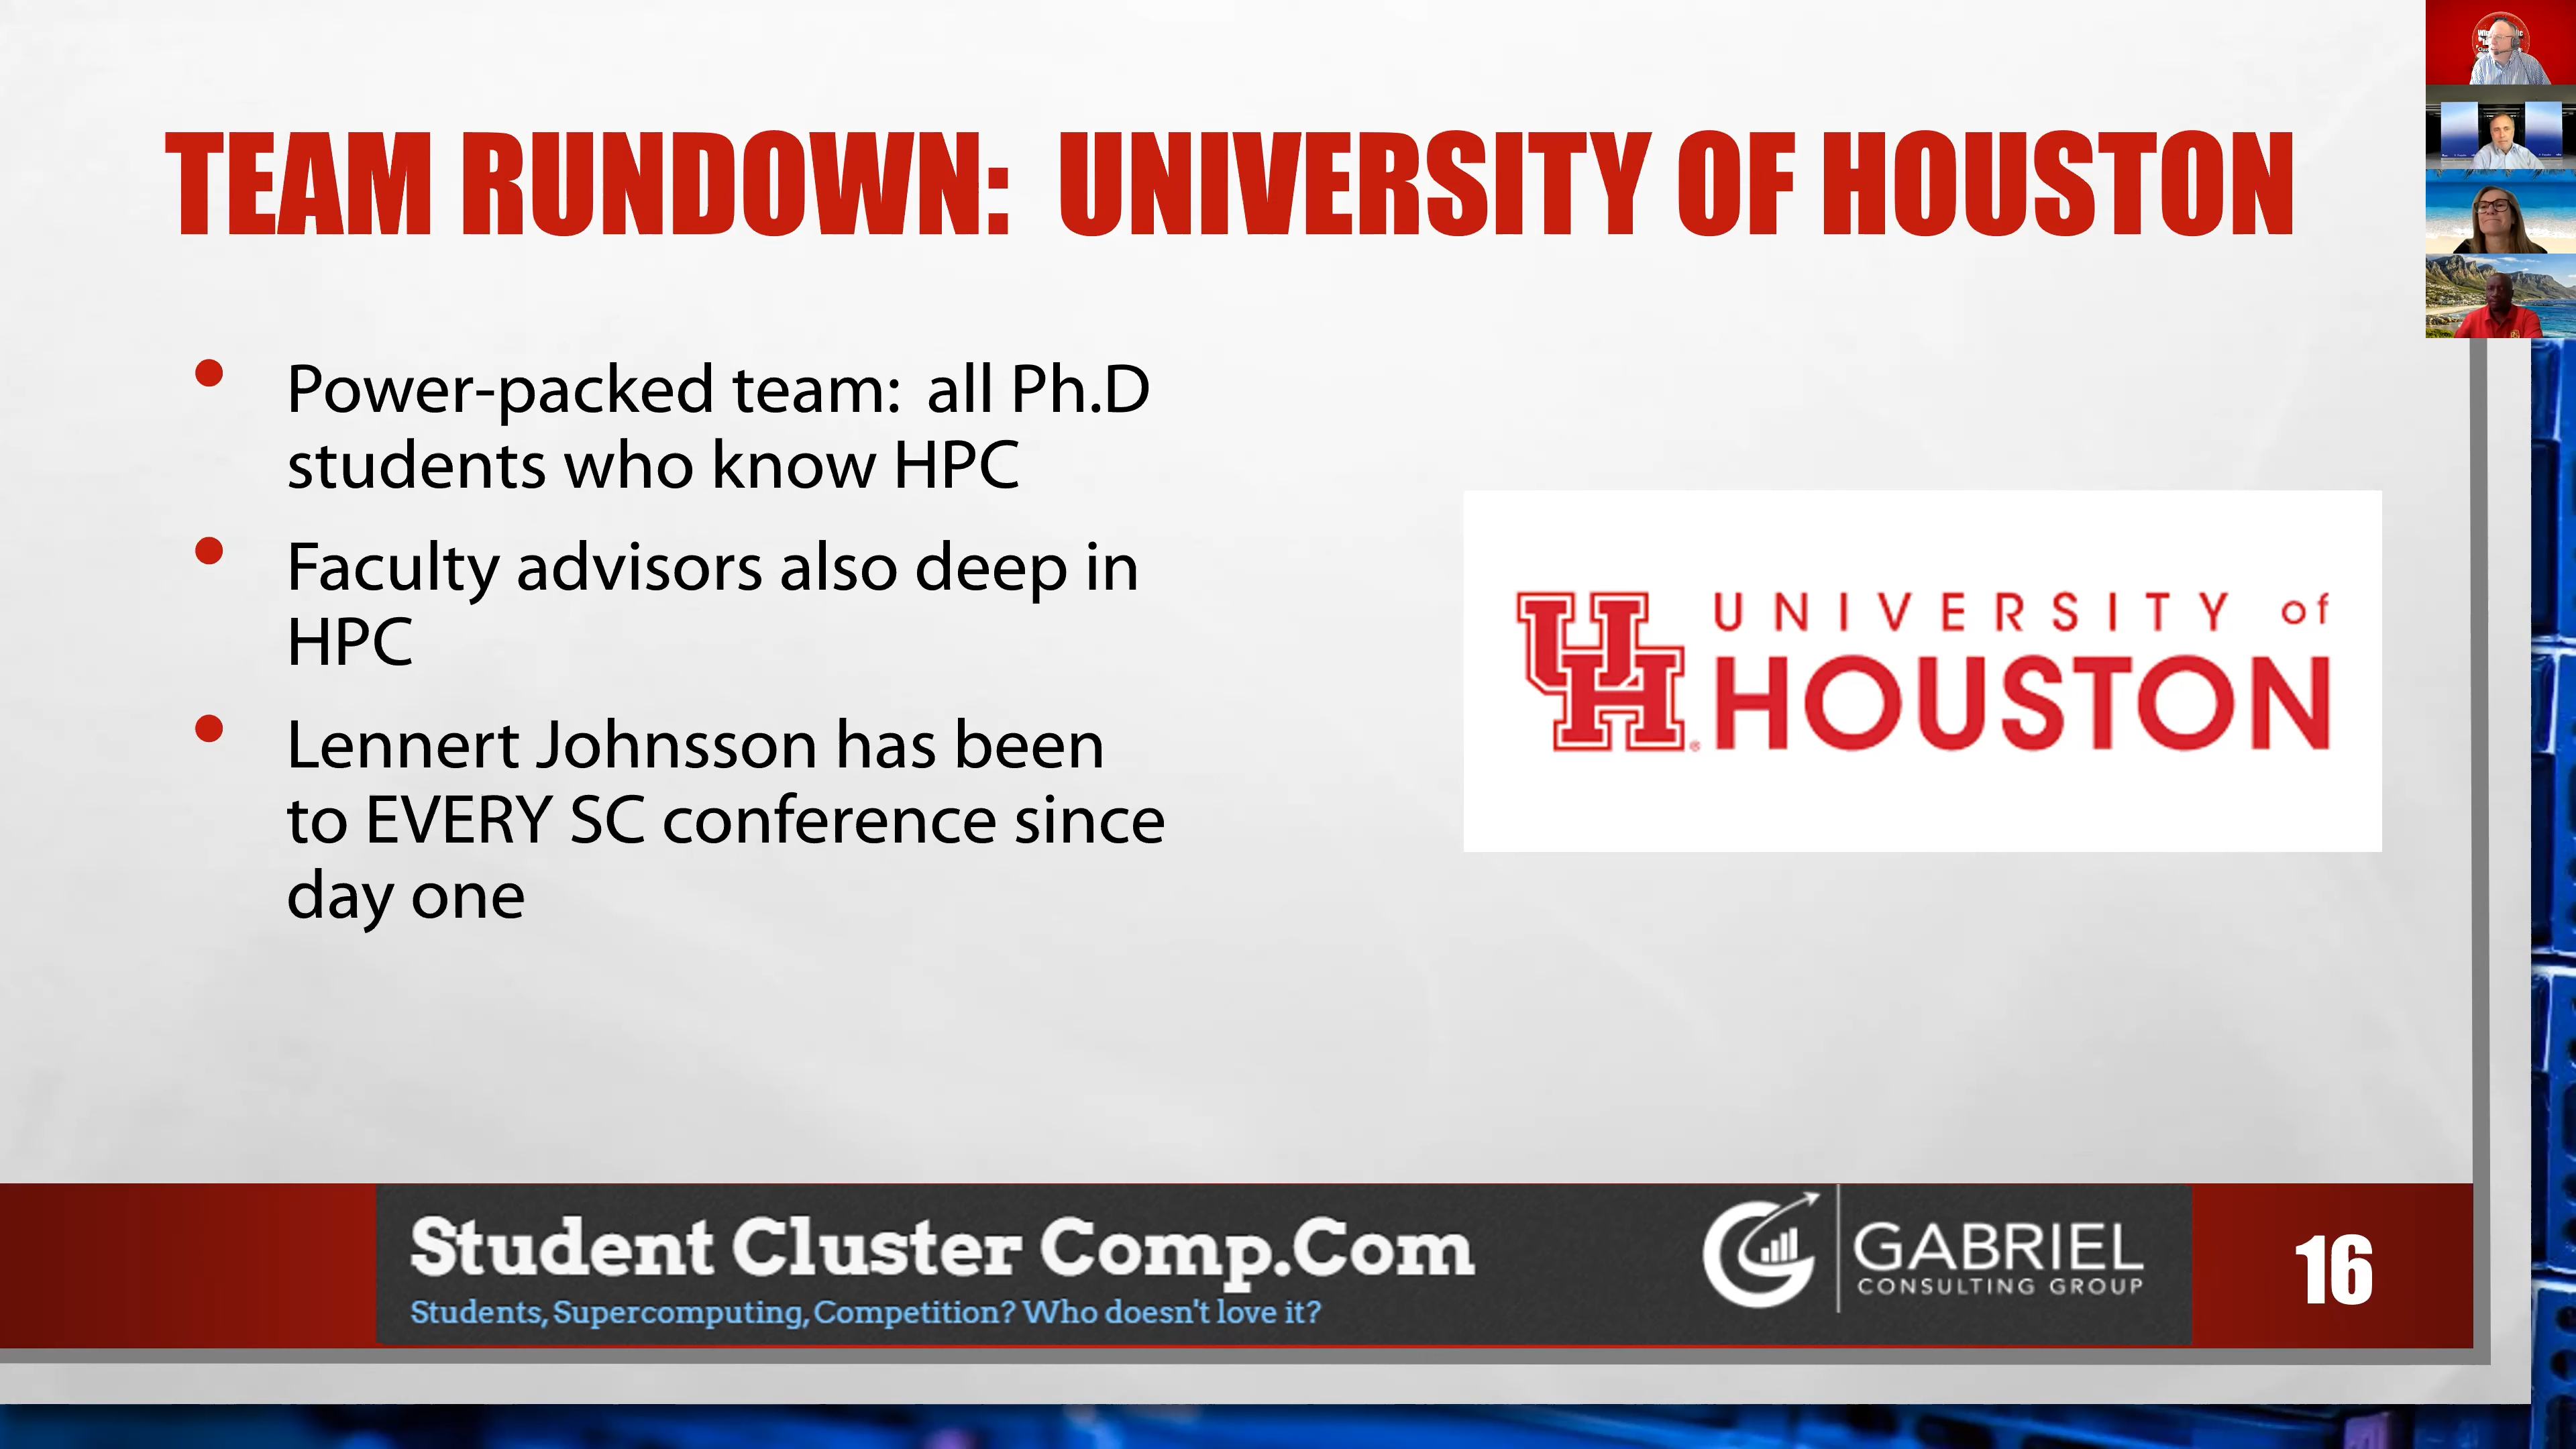 TEAM RUNDOWN: UNIVERSITY OF HOUSTON
• Power-packed team: all Ph.D
students who know HPC
• Faculty advisors also deep in
HPC
• Lennert Johnsson has been
to EVERY SC conference since
day one
UH® UNIVERSITY of
HOUSTON
Student Cluster Comp.Com
Students, Supercomputing, Competition? Who doesn't love it?
GABRIEL
CONSULTING GROUP
16